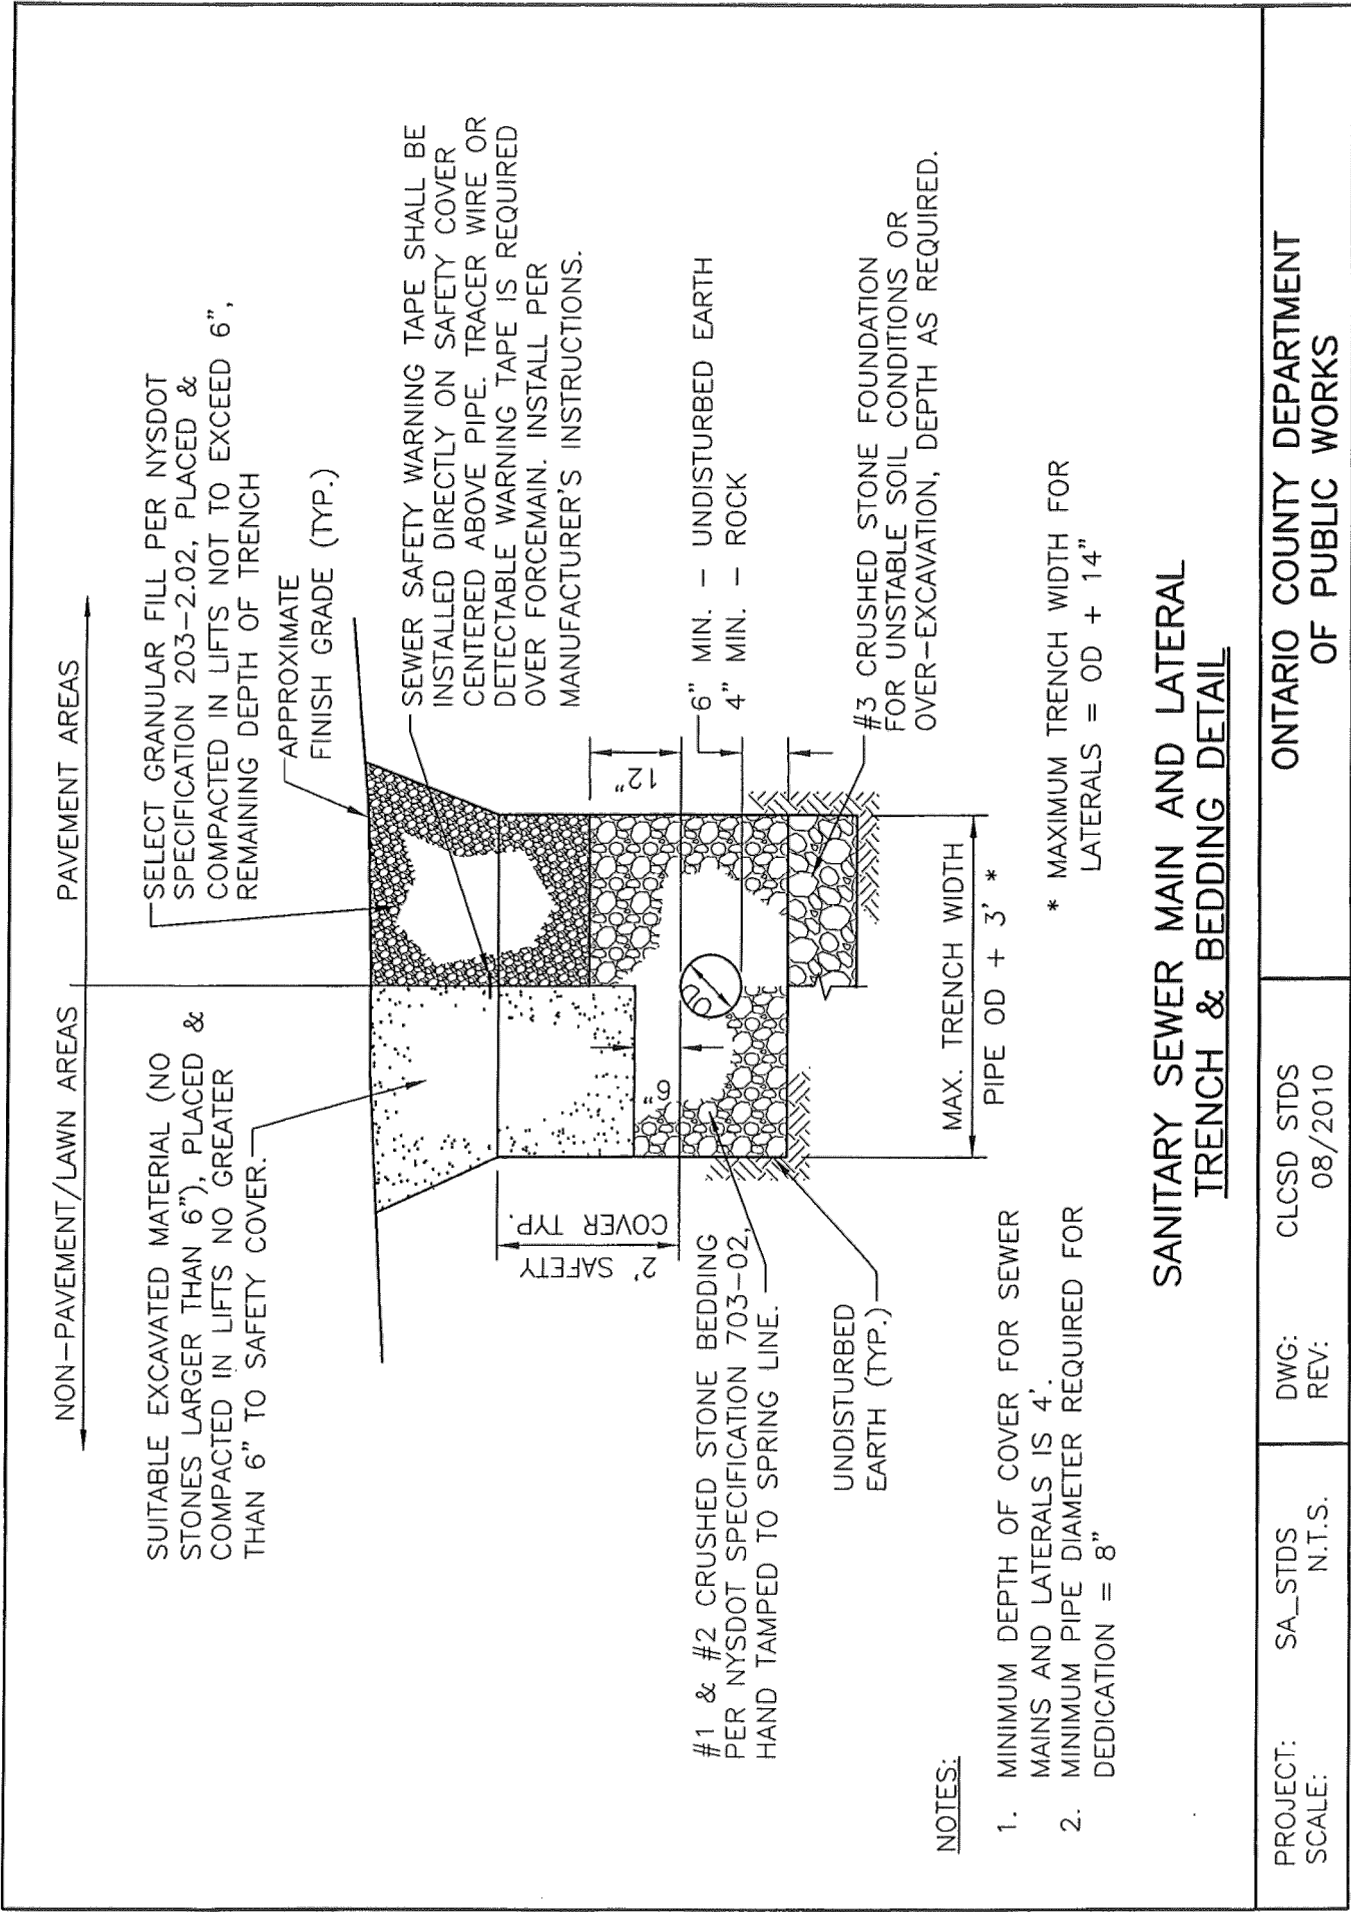 NON-PAVEMENT/LAWN AREAS
PAVEMENT AREAS
SUITABLE EXCAVATED MATERIAL (NO
STONES LARGER THAN 6"), PLACED &
COMPACTED IN LIFTS NO GREATER
THAN 6" TO SAFETY COVER.
SELECT GRANULAR FILL PER NYSDOT
SPECIFICATION 203-2.02, PLACED &
COMPACTED IN LIFTS NOT TO EXCEED 6",
REMAINING DEPTH OF TRENCH
APPROXIMATE
FINISH GRADE (TYP.)
SEWER SAFETY WARNING TAPE SHALL BE
INSTALLED DIRECTLY ON SAFETY COVER
CENTERED ABOVE PIPE. TRACER WIRE OR
DETECTABLE WARNING TAPE IS REQUIRED
OVER FORCEMAIN. INSTALL PER
MANUFACTURER'S INSTRUCTIONS.
2' SAFETY
COVER TYP.
6"
12"
OD
6" MIN. - UNDISTURBED EARTH
4" MIN. - ROCK
#1 & #2 CRUSHED STONE BEDDING
PER NYSDOT SPECIFICATION 703-02,
HAND TAMPED TO SPRING LINE.
#3 CRUSHED STONE FOUNDATION
FOR UNSTABLE SOIL CONDITIONS OR
OVER-EXCAVATION, DEPTH AS REQUIRED.
UNDISTURBED
EARTH (TYP.)
MAX. TRENCH WIDTH
PIPE OD + 3' *
* MAXIMUM TRENCH WIDTH FOR
LATERALS = OD + 14"
NOTES:
1. MINIMUM DEPTH OF COVER FOR SEWER
MAINS AND LATERALS IS 4'.
2. MINIMUM PIPE DIAMETER REQUIRED FOR
DEDICATION = 8"
SANITARY SEWER MAIN AND LATERAL
TRENCH & BEDDING DETAIL
PROJECT: SA_STDS
SCALE: N.T.S.
DWG: CLCSD STDS
REV: 08/2010
ONTARIO COUNTY DEPARTMENT
OF PUBLIC WORKS